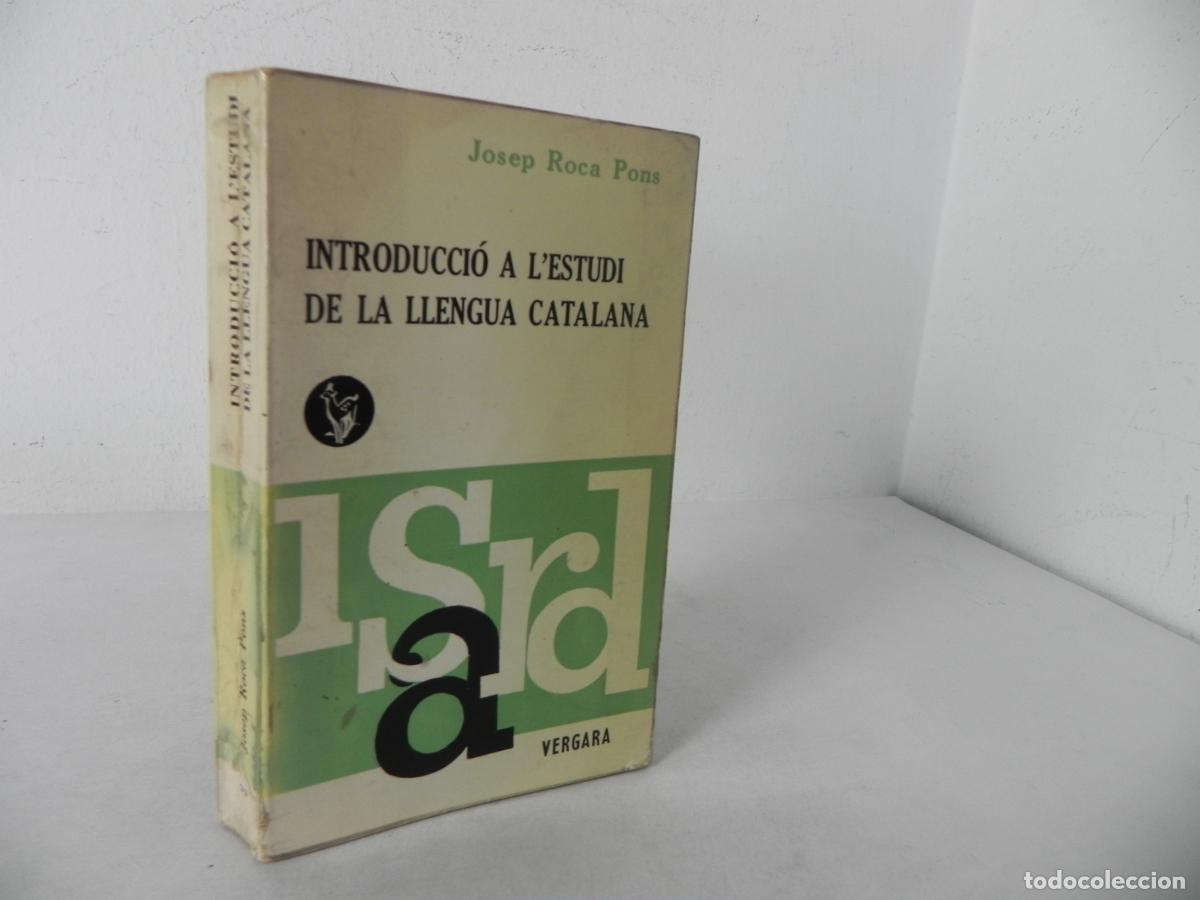 Josep Roca Pons
INTRODUCCIÓ A L'ESTUDI
DE LA LLENGUA CATALANA
isard
a
VERGARA
INTRODUCCIÓ A L'ESTUDI
DE LA LLENGUA CATALANA
Josep Roca Pons
todocoleccion